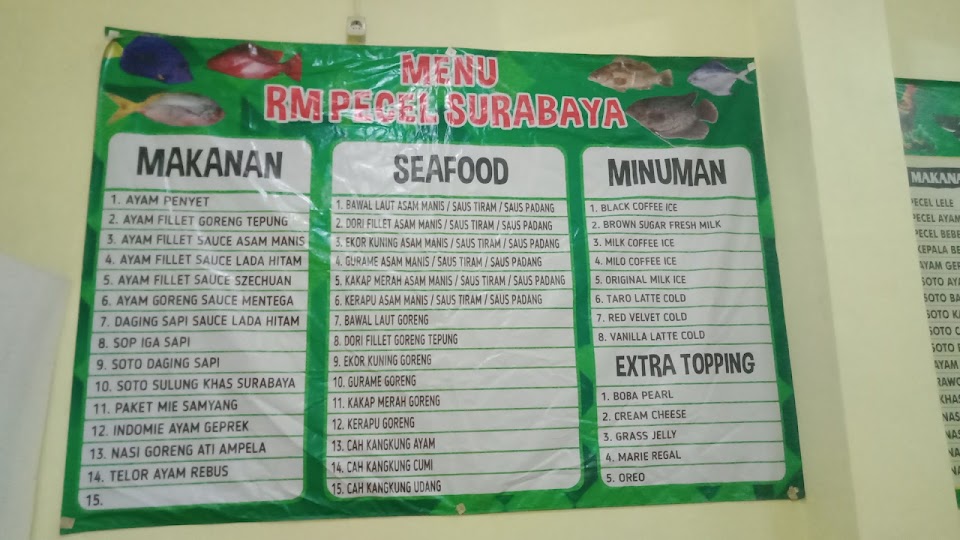 MENU
RM PECEL SURABAYA
MAKANAN
1. AYAM PENYET
2. AYAM FILLET GORENG TEPUNG
3. AYAM FILLET SAUCE ASAM MANIS
4. AYAM FILLET SAUCE LADA HITAM
5. AYAM FILLET SAUCE SZECHUAN
6. AYAM GORENG SAUCE MENTEGA
7. DAGING SAPI SAUCE LADA HITAM
8. SOP IGA SAPI
9. SOTO DAGING SAPI
10. SOTO SULUNG KHAS SURABAYA
11. PAKET MIE SAMYANG
12. INDOMIE AYAM GEPREK
13. NASI GORENG ATI AMPELA
14. TELOR AYAM REBUS
15.
SEAFOOD
1. BAWAL LAUT ASAM MANIS / SAUS TIRAM / SAUS PADANG
2. DORI FILLET ASAM MANIS / SAUS TIRAM / SAUS PADANG
3. EKOR KUNING ASAM MANIS / SAUS TIRAM / SAUS PADANG
4. GURAME ASAM MANIS / SAUS TIRAM / SAUS PADANG
5. KAKAP MERAH ASAM MANIS / SAUS TIRAM / SAUS PADANG
6. KERAPU ASAM MANIS / SAUS TIRAM / SAUS PADANG
7. BAWAL LAUT GORENG
8. DORI FILLET GORENG TEPUNG
9. EKOR KUNING GORENG
10. GURAME GORENG
11. KAKAP MERAH GORENG
12. KERAPU GORENG
13. CAH KANGKUNG AYAM
14. CAH KANGKUNG CUMI
15. CAH KANGKUNG UDANG
MINUMAN
1. BLACK COFFEE ICE
2. BROWN SUGAR FRESH MILK
3. MILK COFFEE ICE
4. MILO COFFEE ICE
5. ORIGINAL MILK ICE
6. TARO LATTE COLD
7. RED VELVET COLD
8. VANILLA LATTE COLD
EXTRA TOPPING
1. BOBA PEARL
2. CREAM CHEESE
3. GRASS JELLY
4. MARIE REGAL
5. OREO
PECEL LELE
PECEL AYAM
KEPALA
SOTO
SOTO
SOTO
SOTO
AYAM